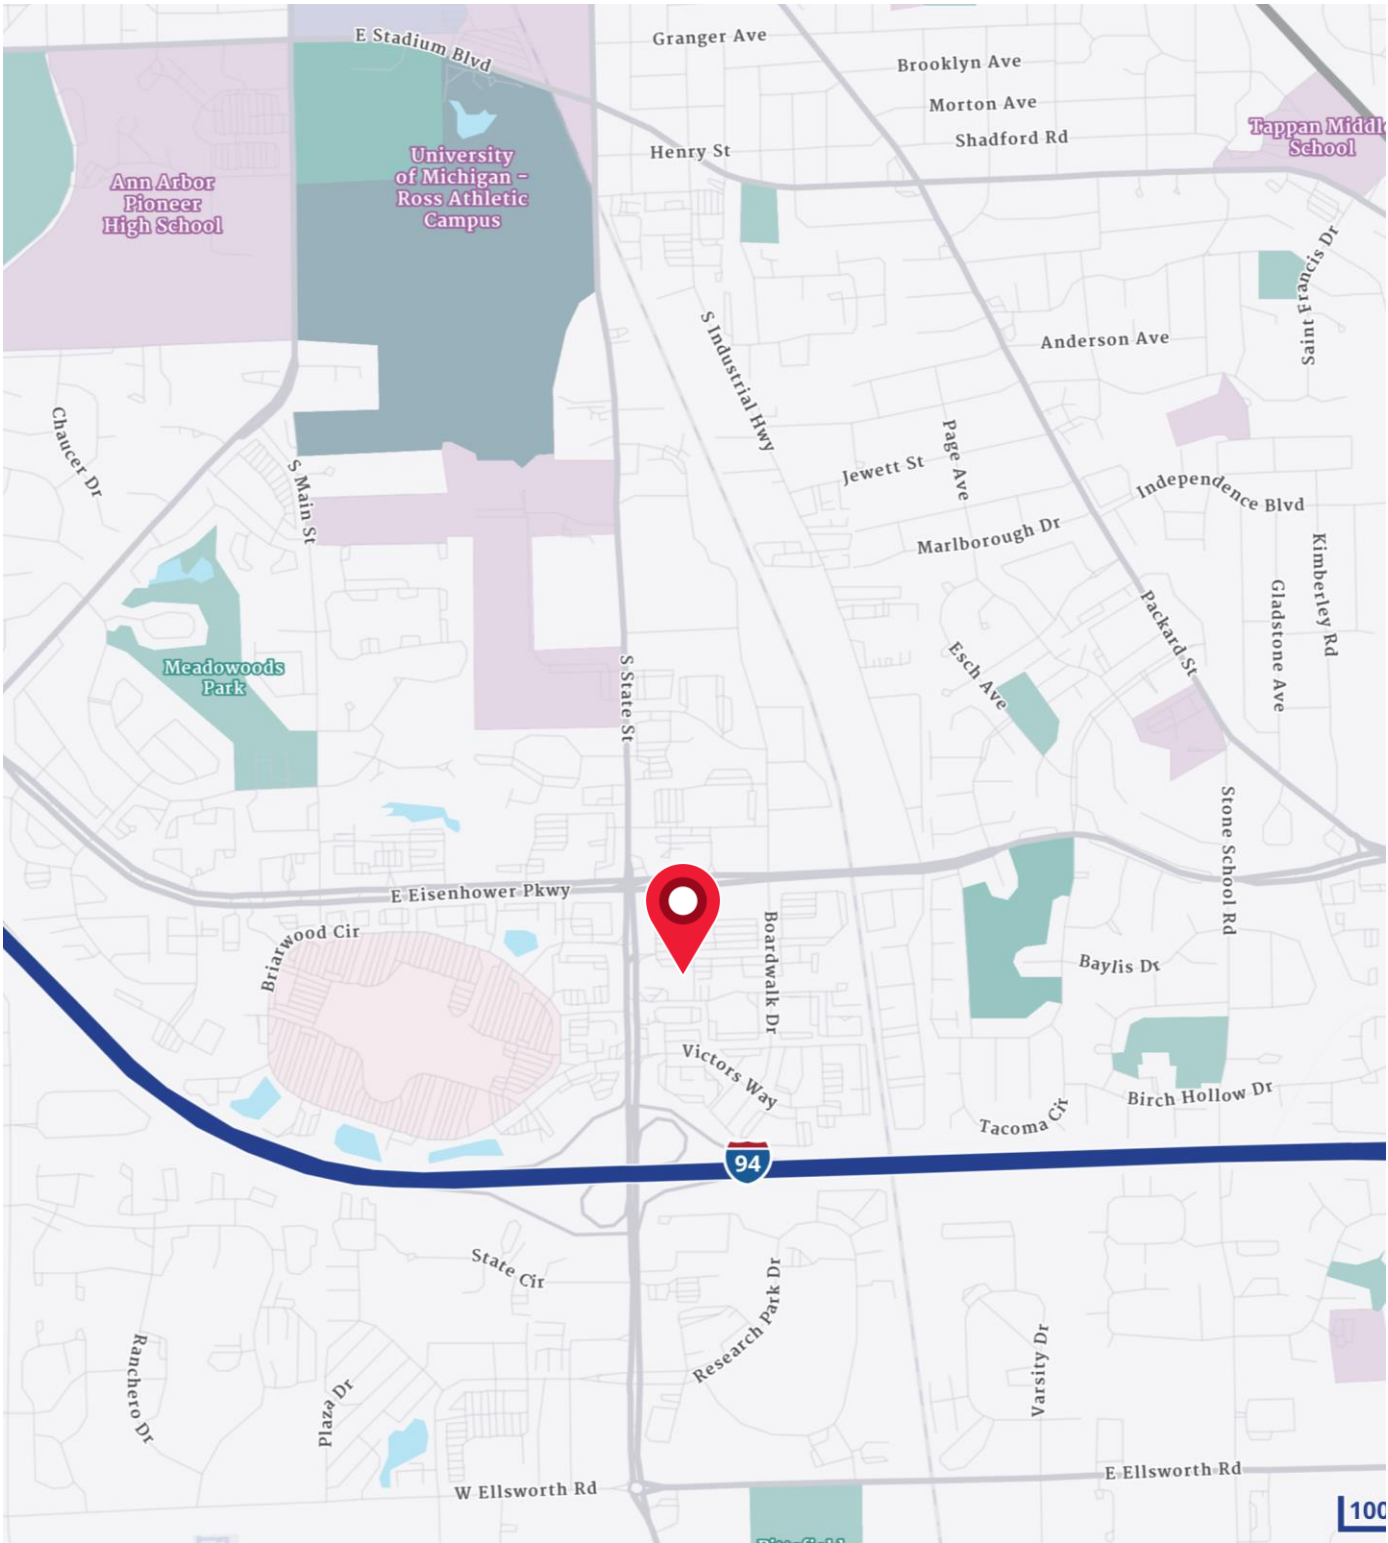 E Stadium Blvd
Granger Ave
Brooklyn Ave
Morton Ave
Shadford Rd
Tappan Middle
School
Henry St
University
of Michigan -
Ross Athletic
Campus
Ann Arbor
Pioneer
High School
Saint Francis Dr
S Industrial Hwy
Anderson Ave
Chaucer Dr
S Main St
Page Ave
Jewett St
Independence Blvd
Marlborough Dr
Kimberley Rd
Gladstone Ave
Packard St
Esch Ave
Meadowoods
Park
S State St
Stone School Rd
E Eisenhower Pkwy
Briarwood Cir
Boardwalk Dr
Baylis Dr
Victors Way
Birch Hollow Dr
Tacoma Cir
94
State Cir
Research Park Dr
Ranchero Dr
Plaza Dr
Varsity Dr
W Ellsworth Rd
E Ellsworth Rd
100